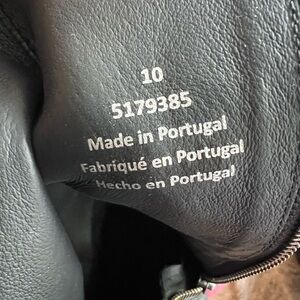 10
5179385
Made in Portugal
Fabriqué en Portugal
Hecho en Portugal